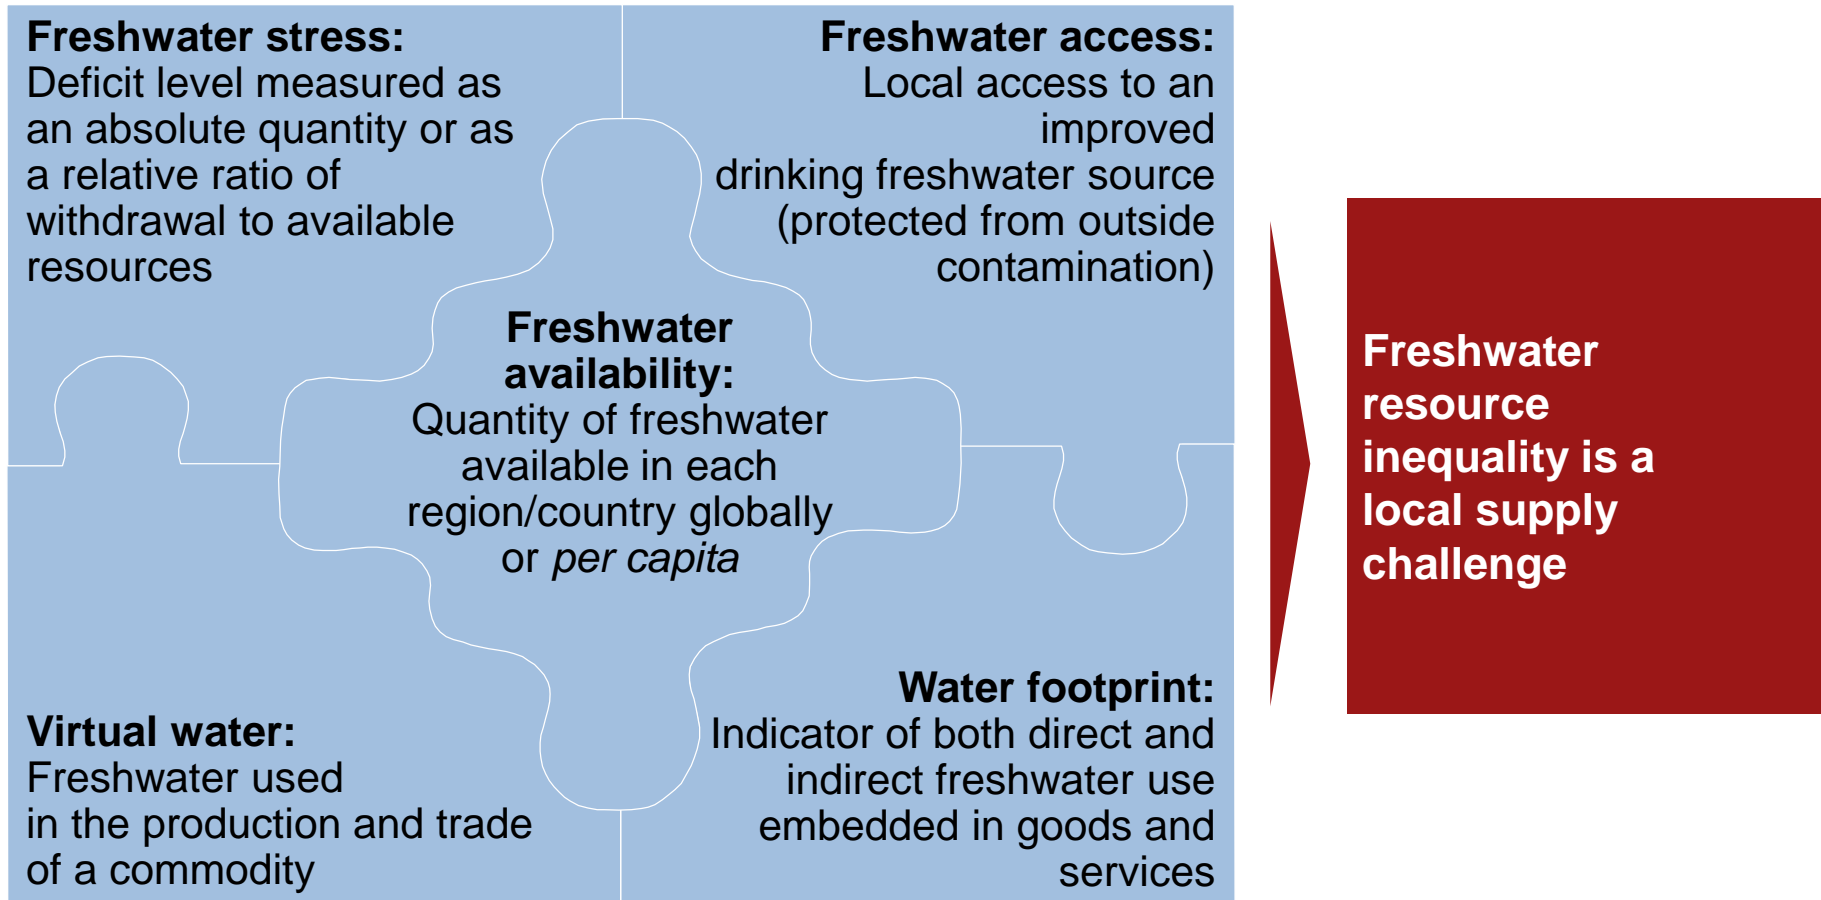 Freshwater stress:
Deficit level measured as
an absolute quantity or as
a relative ratio of
withdrawal to available
resources
Freshwater access:
Local access to an
improved
drinking freshwater source
(protected from outside
contamination)
Freshwater
availability:
Quantity of freshwater
available in each
region/country globally
or per capita
Virtual water:
Freshwater used
in the production and trade
of a commodity
Water footprint:
Indicator of both direct and
indirect freshwater use
embedded in goods and
services
Freshwater
resource
inequality is a
local supply
challenge